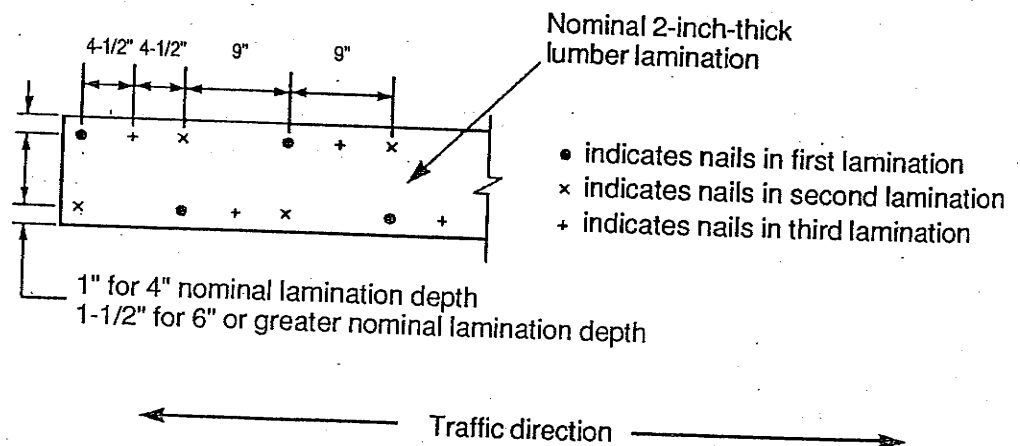 Nominal 2-inch-thick
lumber lamination
4-1/2" 4-1/2" 9" 9"
• indicates nails in first lamination
× indicates nails in second lamination
+ indicates nails in third lamination
1" for 4" nominal lamination depth
1-1/2" for 6" or greater nominal lamination depth
Traffic direction